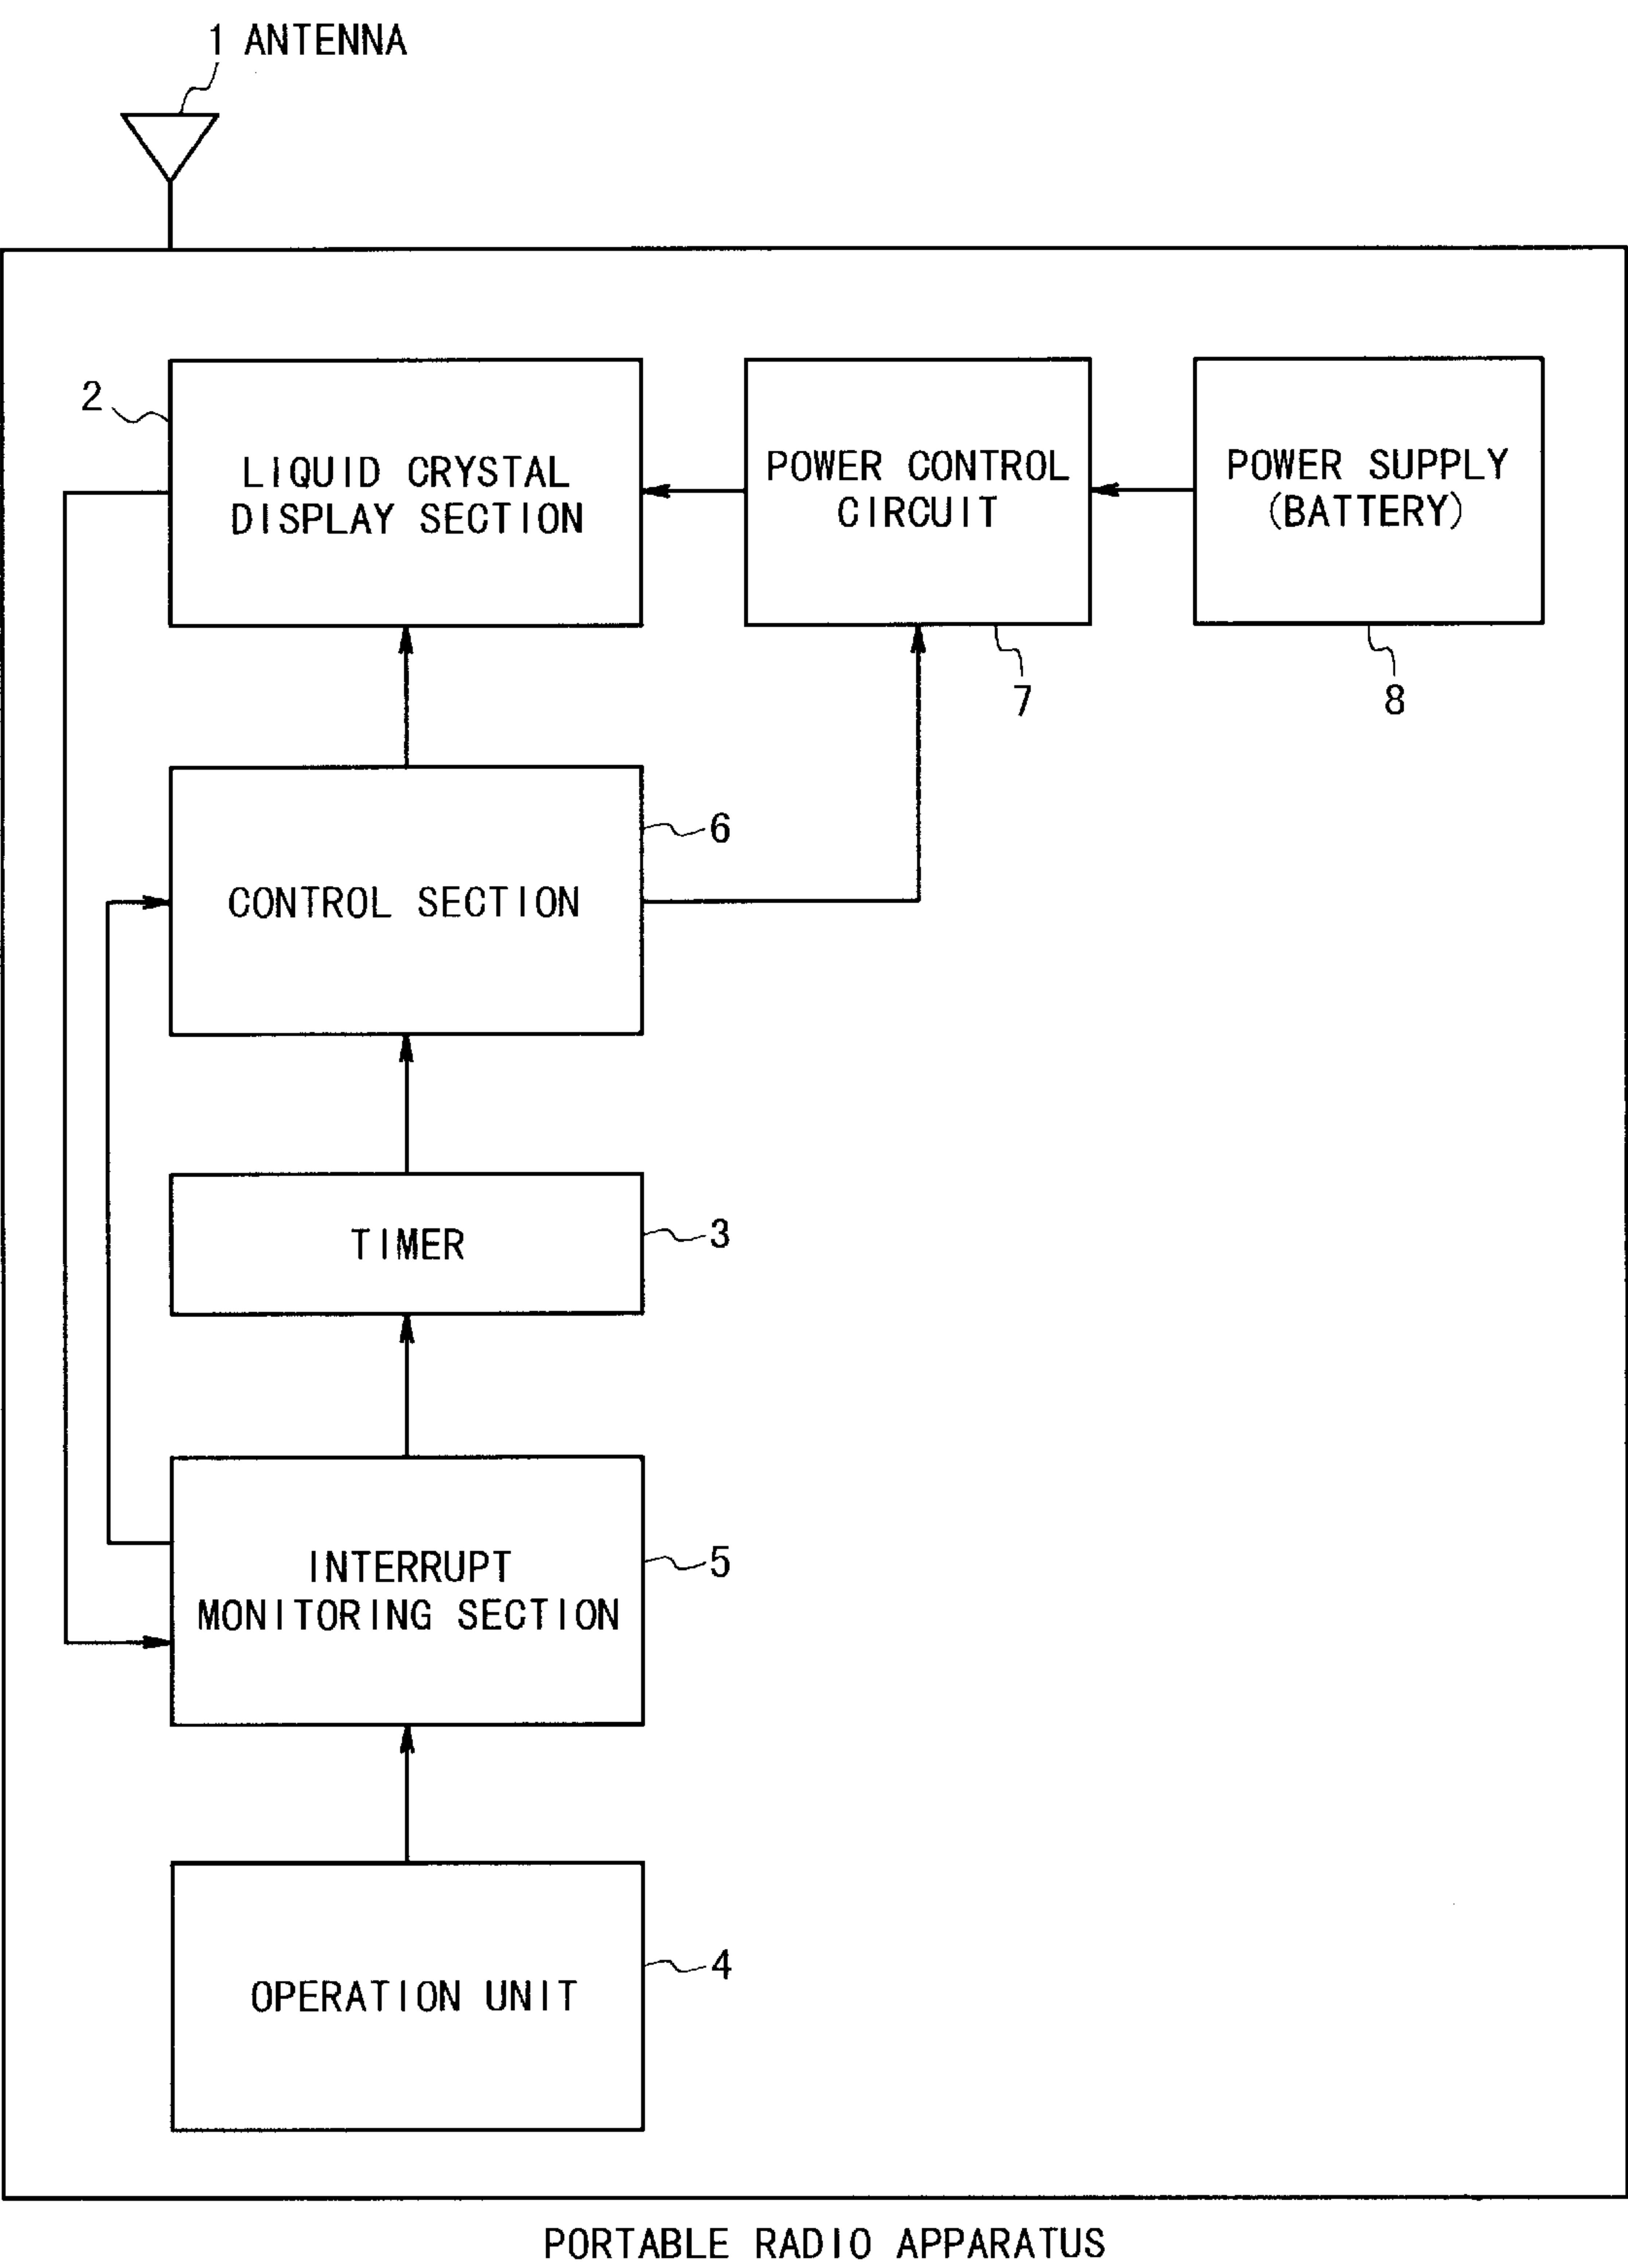 1 ANTENNA
2
LIQUID CRYSTAL
DISPLAY SECTION
POWER CONTROL
CIRCUIT
7
POWER SUPPLY
(BATTERY)
8
CONTROL SECTION
6
TIMER
3
INTERRUPT
MONITORING SECTION
5
OPERATION UNIT
4
PORTABLE RADIO APPARATUS